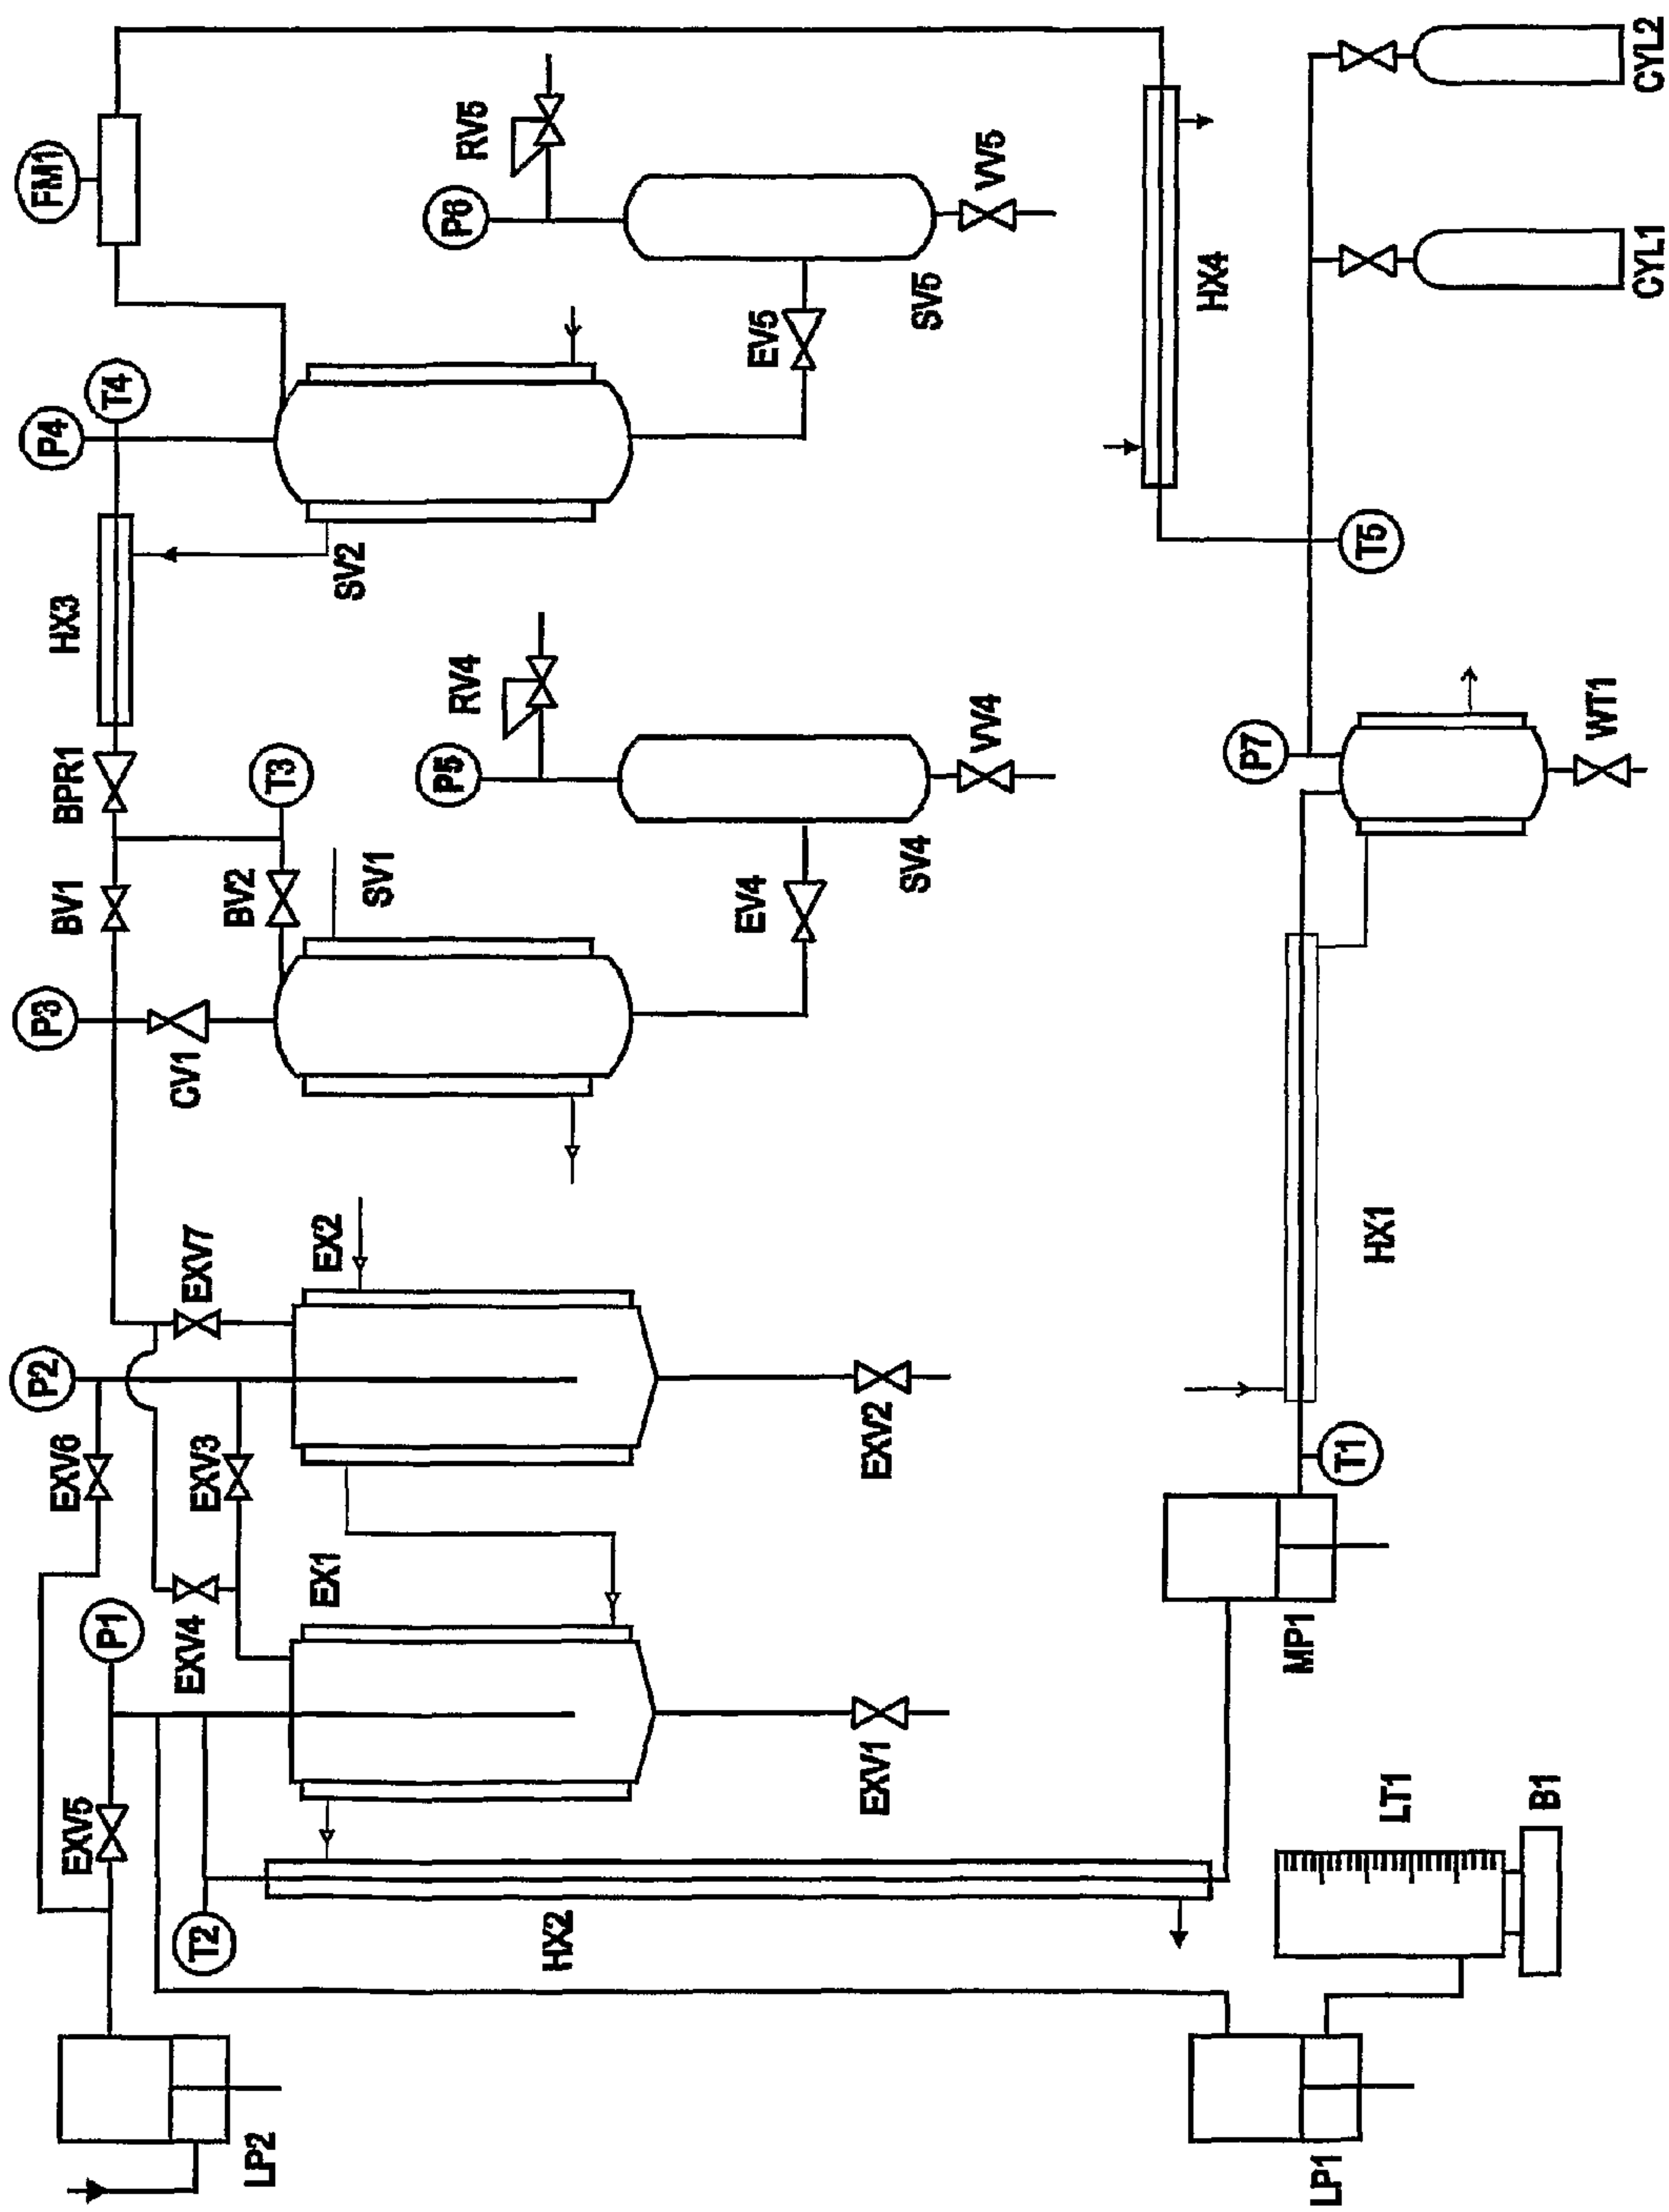 LP2
EXV5
T2
P1
EXV4
EXV6
EXV3
P2
EXV7
P3
CV1
BV1
BV2
BPR1
T3
HX3
P4
T4
FM1
HX2
EX1
EX2
SV1
SV2
EXV1
EXV2
EV4
SV4
P5
RV4
VV4
EV5
SV5
P6
RV5
VV5
LP1
LT1
B1
MP1
T1
HX1
P7
WT1
T5
HX4
CYL1
CYL2